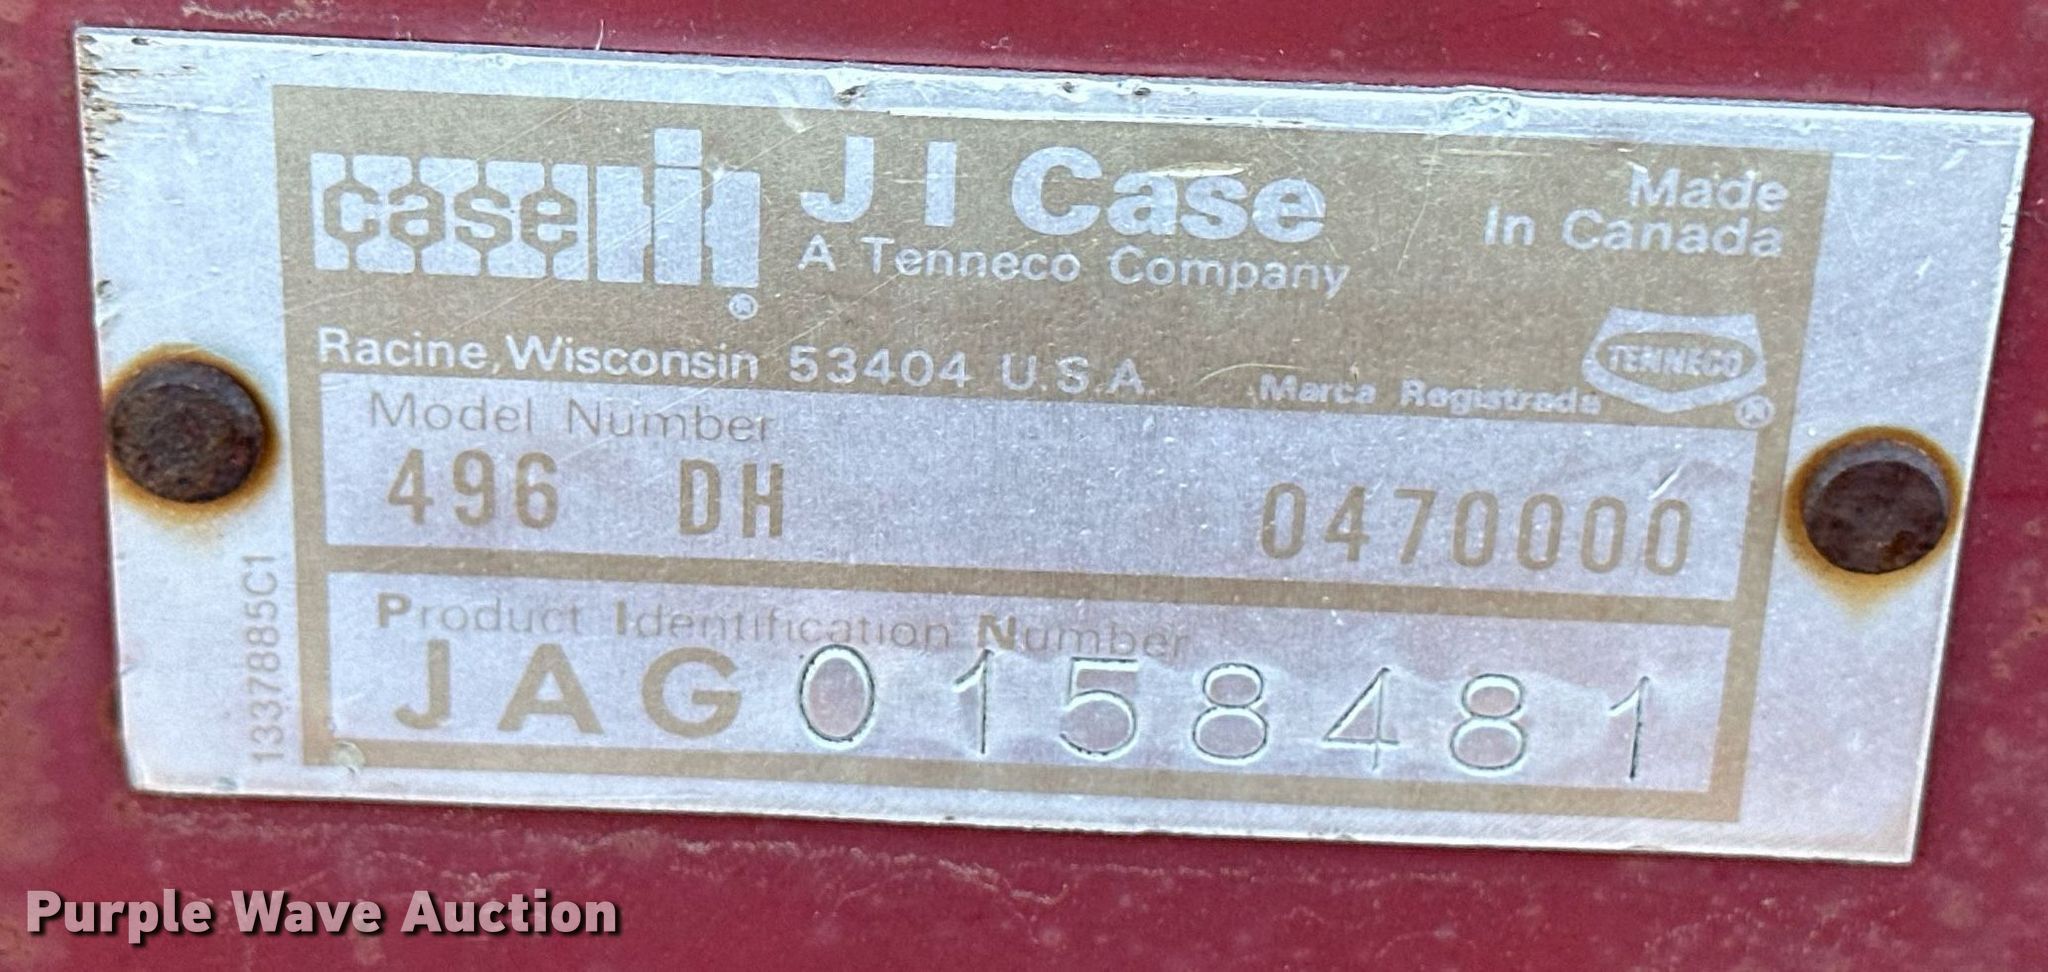 case IH ®
J I Case
A Tenneco Company
Made
In Canada
Racine, Wisconsin 53404 U.S.A.
Marca Registrada
TENNECO ®
Model Number
496 DH 0470000
Product Identification Number
JAG0158481
1337885C1
Purple Wave Auction